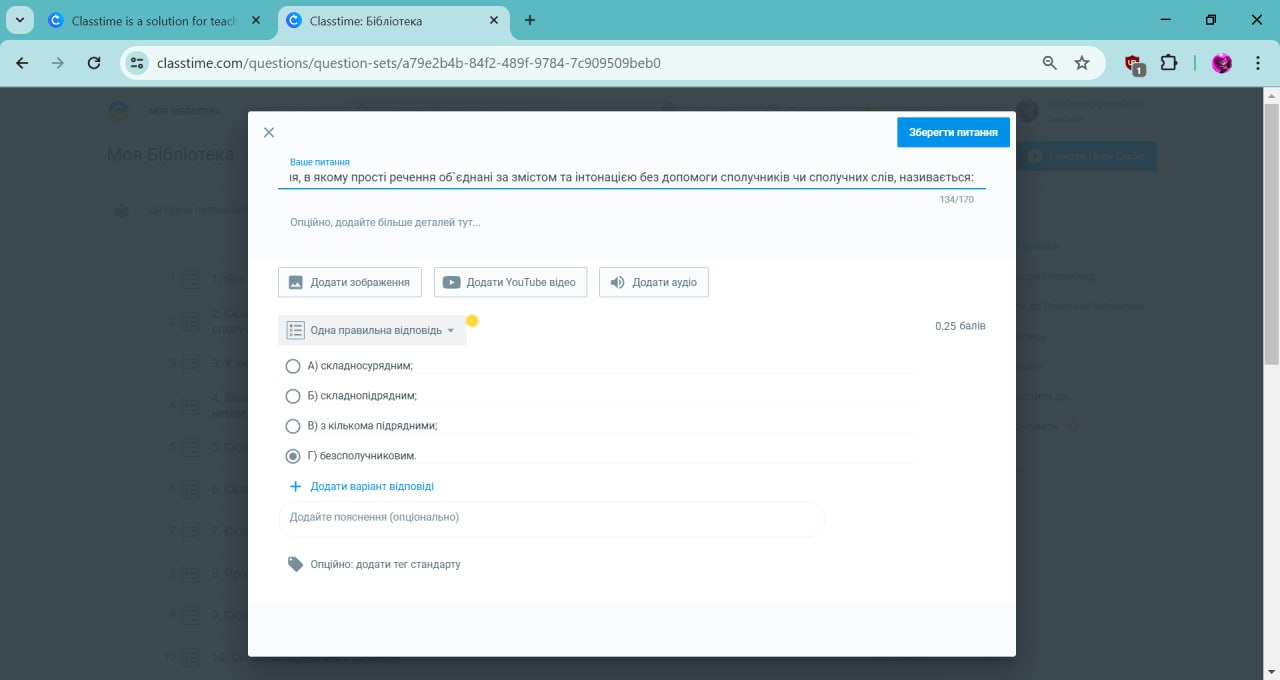 Classtime is a solution for teach
Classtime: Бібліотека
classtime.com/questions/question-sets/a79e2b4b-84f2-489f-9784-7c909509beb0
1
МОЯ БІБЛІОТЕКА
Моя Бібліотека
Зберегти питання
Ваше питання
ія, в якому прості речення об`єднані за змістом та інтонацією без допомоги сполучників чи сполучних слів, називається:
134/170
Опційно, додайте більше деталей тут...
Додати зображення
Додати YouTube відео
Додати аудіо
Одна правильна відповідь
0.25 балів
А) складносурядним;
Б) складнопідрядним;
В) з кількома підрядними;
Г) безсполучниковим.
Додати варіант відповіді
Додайте пояснення (опціонально)
Опційно: додати тег стандарту